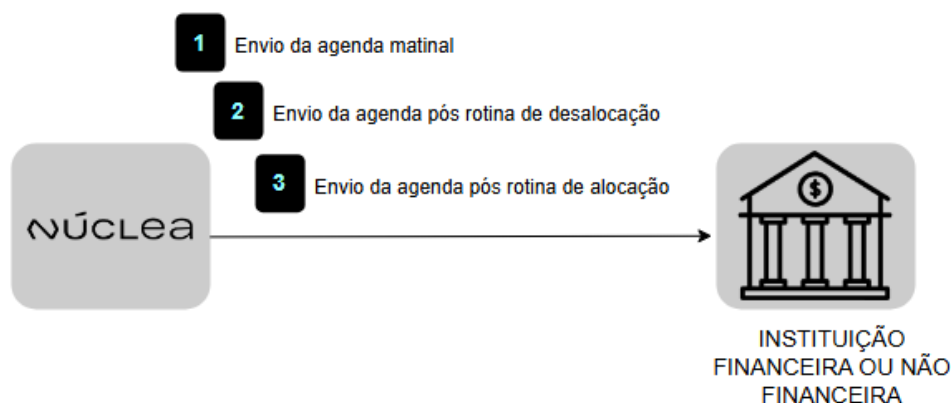 1 Envio da agenda matinal
2 Envio da agenda pós rotina de desalocação
3 Envio da agenda pós rotina de alocação
NÚCLea
$
INSTITUIÇÃO
FINANCEIRA OU NÃO
FINANCEIRA